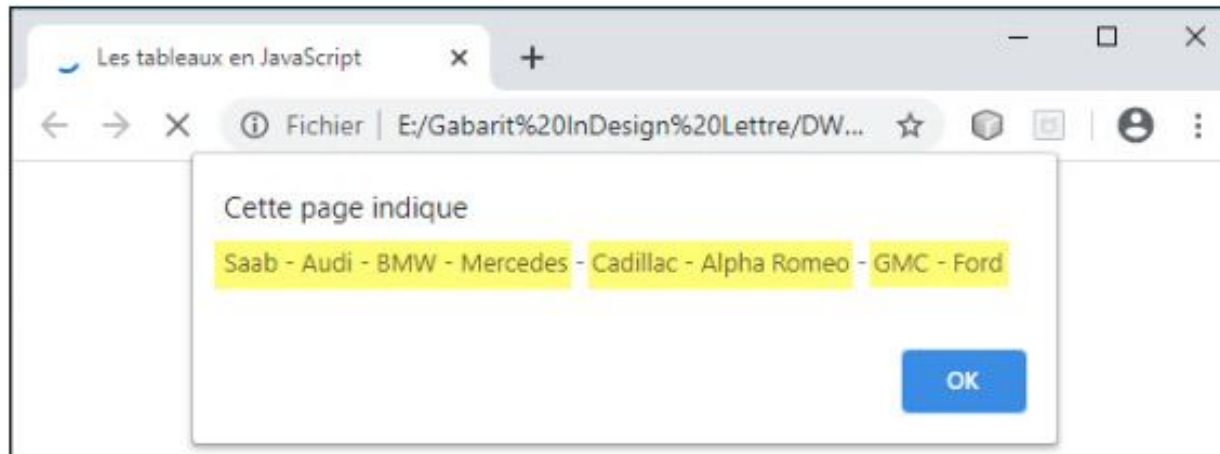 Les tableaux en JavaScript
Fichier | E:/Gabarit%20InDesign%20Lettre/DW...
Cette page indique
Saab - Audi - BMW - Mercedes - Cadillac - Alpha Romeo - GMC - Ford
OK